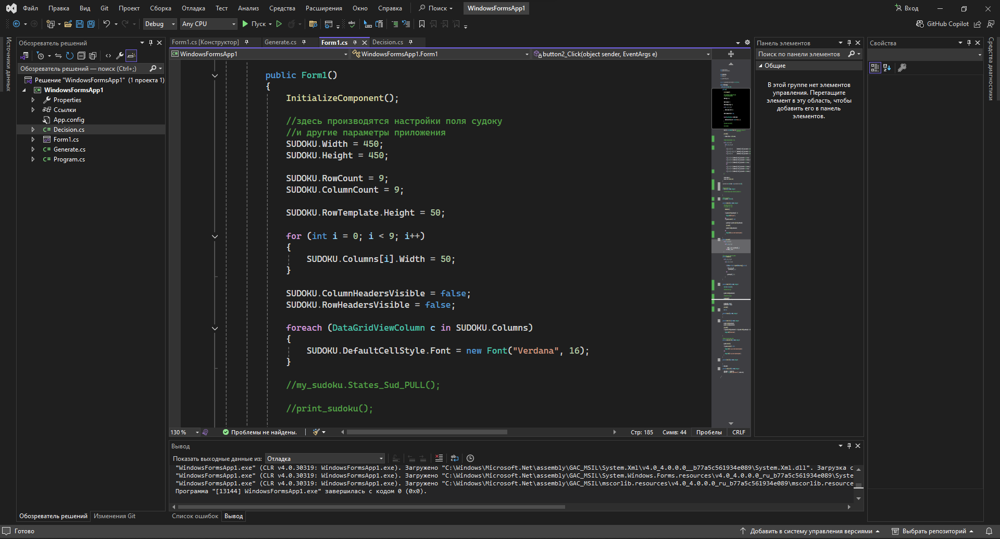 Файл Правка Вид Git Проект Сборка Отладка Тест Анализ Средства Расширения Окно Справка Поиск WindowsFormsApp1 Вход
Debug Any CPU Пуск GitHub Copilot
Источники данных
Обозреватель решений
Обозреватель решений — поиск (Ctrl+;)
Решение "WindowsFormsApp1" (1 проекта 1)
WindowsFormsApp1
Properties
Ссылки
App.config
Decision.cs
Form1.cs
Generate.cs
Program.cs
Обозреватель решений Изменения Git
Form1.cs [Конструктор] Generate.cs Form1.cs Decision.cs
WindowsFormsApp1 WindowsFormsApp1.Form1 button2_Click(object sender, EventArgs e)
public Form1()
{
InitializeComponent();
//здесь производятся настройки поля судоку
//и другие параметры приложения
SUDOKU.Width = 450;
SUDOKU.Height = 450;
SUDOKU.RowCount = 9;
SUDOKU.ColumnCount = 9;
SUDOKU.RowTemplate.Height = 50;
for (int i = 0; i < 9; i++)
{
SUDOKU.Columns[i].Width = 50;
}
SUDOKU.ColumnHeadersVisible = false;
SUDOKU.RowHeadersVisible = false;
foreach (DataGridViewColumn c in SUDOKU.Columns)
{
SUDOKU.DefaultCellStyle.Font = new Font("Verdana", 16);
}
//my_sudoku.States_Sud_PULL();
//print_sudoku();
130 % Проблемы не найдены. Стр: 185 Симв: 44 Пробелы CRLF
Вывод
Показать выходные данные из: Отладка
"WindowsFormsApp1.exe" (CLR v4.0.30319: WindowsFormsApp1.exe). Загружено "C:\Windows\Microsoft.Net\assembly\GAC_MSIL\System.Xml\v4.0_4.0.0.0__b77a5c561934e089\System.Xml.dll". Загрузка с
"WindowsFormsApp1.exe" (CLR v4.0.30319: WindowsFormsApp1.exe). Загружено "C:\Windows\Microsoft.Net\assembly\GAC_MSIL\System.Windows.Forms.resources\v4.0_4.0.0.0_ru_b77a5c561934e089\Syste
"WindowsFormsApp1.exe" (CLR v4.0.30319: WindowsFormsApp1.exe). Загружено "C:\Windows\Microsoft.Net\assembly\GAC_MSIL\mscorlib.resources\v4.0_4.0.0.0_ru_b77a5c561934e089\mscorlib.resource
Программа "[13144] WindowsFormsApp1.exe" завершилась с кодом 0 (0x0).
Список ошибок Вывод
Панель элементов
Поиск по панели элементов
Общие
В этой группе нет элементов
управления. Перетащите
элемент в эту область, чтобы
добавить его в панель
элементов.
Свойства
Средства диагностики
Готово Добавить в систему управления версиями Выбрать репозиторий